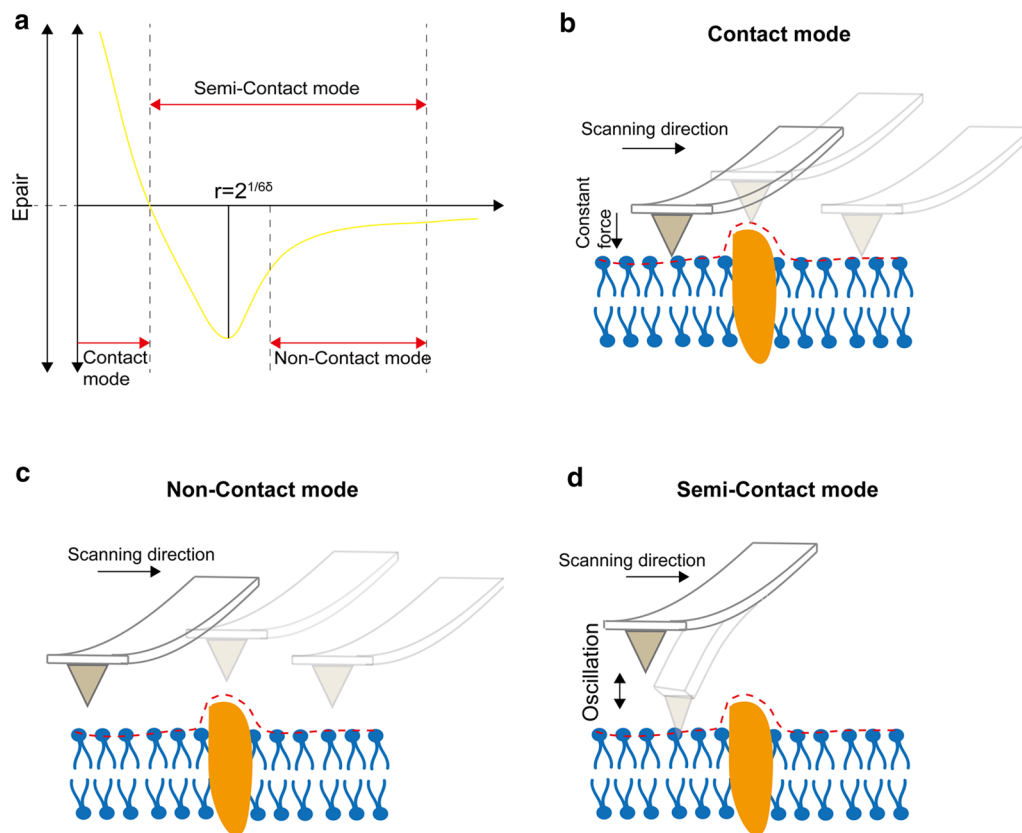 a
Semi-Contact mode
r=2^1/6δ
Epair
Contact
mode
Non-Contact mode
b
Contact mode
Scanning direction
Constant
force
c
Non-Contact mode
Scanning direction
d
Semi-Contact mode
Scanning direction
Oscillation